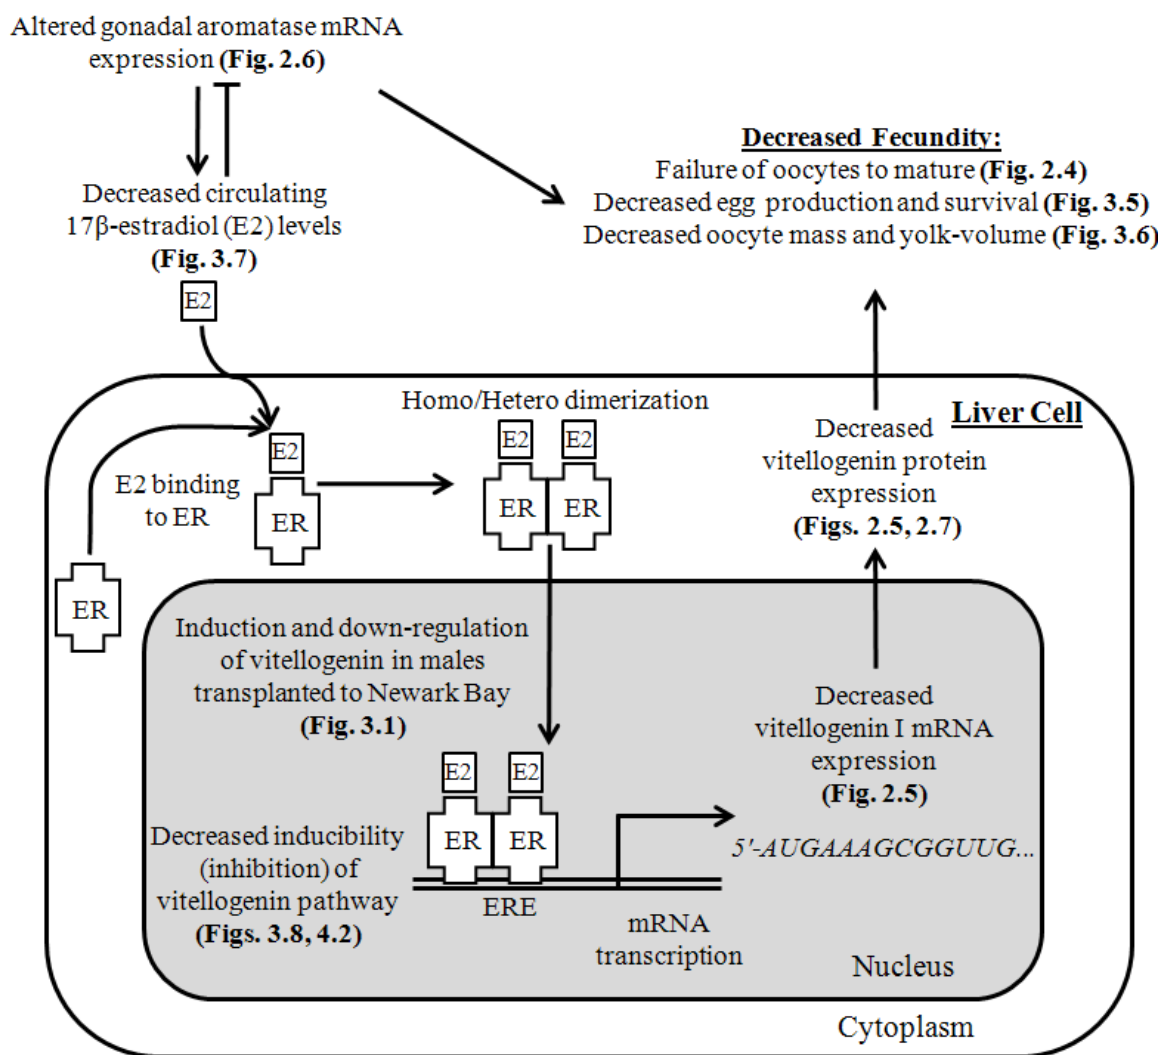 Altered gonadal aromatase mRNA
expression (Fig. 2.6)
Decreased circulating
17β-estradiol (E2) levels
(Fig. 3.7)
E2
Decreased Fecundity:
Failure of oocytes to mature (Fig. 2.4)
Decreased egg production and survival (Fig. 3.5)
Decreased oocyte mass and yolk-volume (Fig. 3.6)
Liver Cell
E2 binding
to ER
ER
E2
ER
Homo/Hetero dimerization
E2 E2
ER ER
Induction and down-regulation
of vitellogenin in males
transplanted to Newark Bay
(Fig. 3.1)
Decreased inducibility
(inhibition) of
vitellogenin pathway
(Figs. 3.8, 4.2)
E2 E2
ER ER
ERE
mRNA
transcription
5'-AUGAAAGCGGUUG...
Decreased
vitellogenin I mRNA
expression
(Fig. 2.5)
Decreased
vitellogenin protein
expression
(Figs. 2.5, 2.7)
Nucleus
Cytoplasm